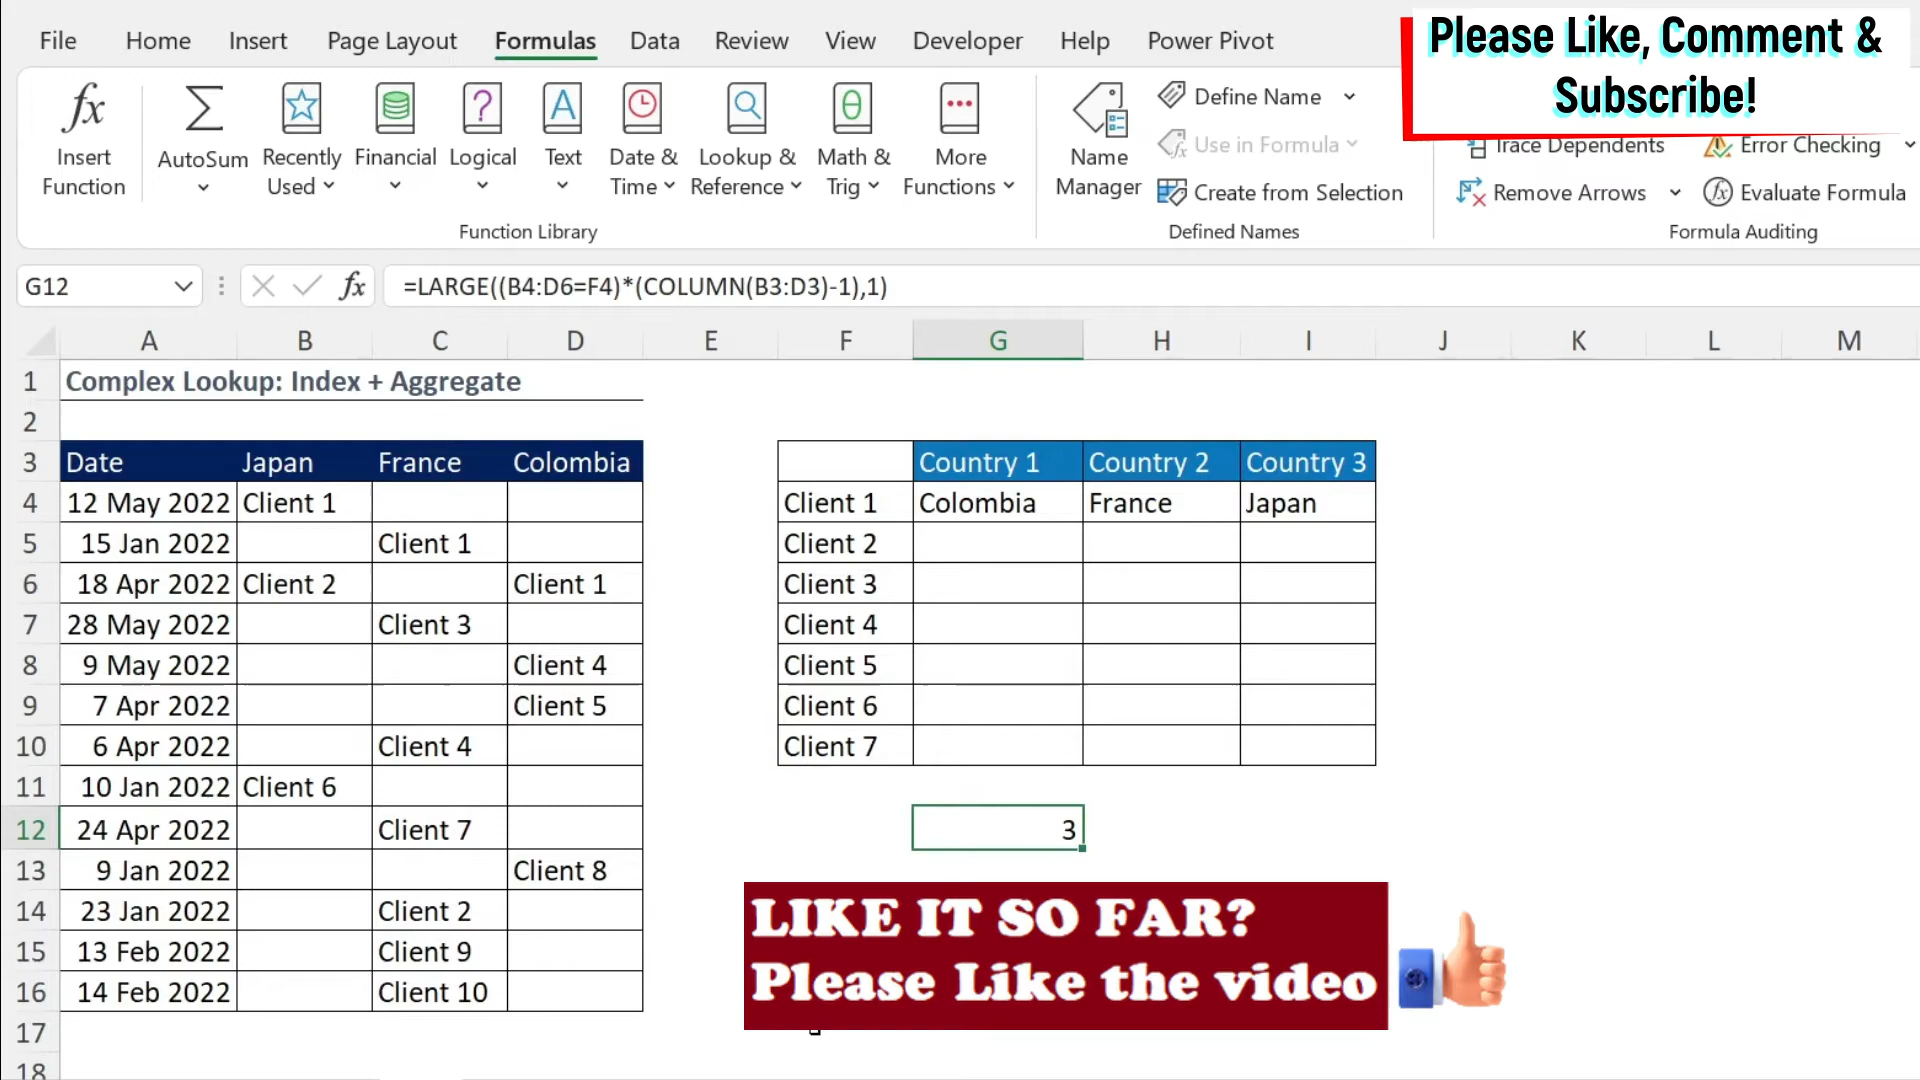 File Home Insert Page Layout Formulas Data Review View Developer Help Power Pivot
Please Like, Comment &
Subscribe!
Insert
Function
AutoSum
Recently
Used
Financial
Logical
Text
Date &
Time
Lookup &
Reference
Math &
Trig
More
Functions
Function Library
Name
Manager
Define Name
Use in Formula
Create from Selection
Defined Names
Trace Dependents
Remove Arrows
Error Checking
Evaluate Formula
Formula Auditing
G12 fx =LARGE((B4:D6=F4)*(COLUMN(B3:D3)-1),1)
A B C D E F G H I J K L M
1 Complex Lookup: Index + Aggregate
2
3 Date Japan France Colombia Country 1 Country 2 Country 3
4 12 May 2022 Client 1 Client 1 Colombia France Japan
5 15 Jan 2022 Client 1 Client 2
6 18 Apr 2022 Client 2 Client 1 Client 3
7 28 May 2022 Client 3 Client 4
8 9 May 2022 Client 4 Client 5
9 7 Apr 2022 Client 5 Client 6
10 6 Apr 2022 Client 4 Client 7
11 10 Jan 2022 Client 6
12 24 Apr 2022 Client 7 3
13 9 Jan 2022 Client 8
14 23 Jan 2022 Client 2
15 13 Feb 2022 Client 9
16 14 Feb 2022 Client 10
17
18
LIKE IT SO FAR?
Please Like the video